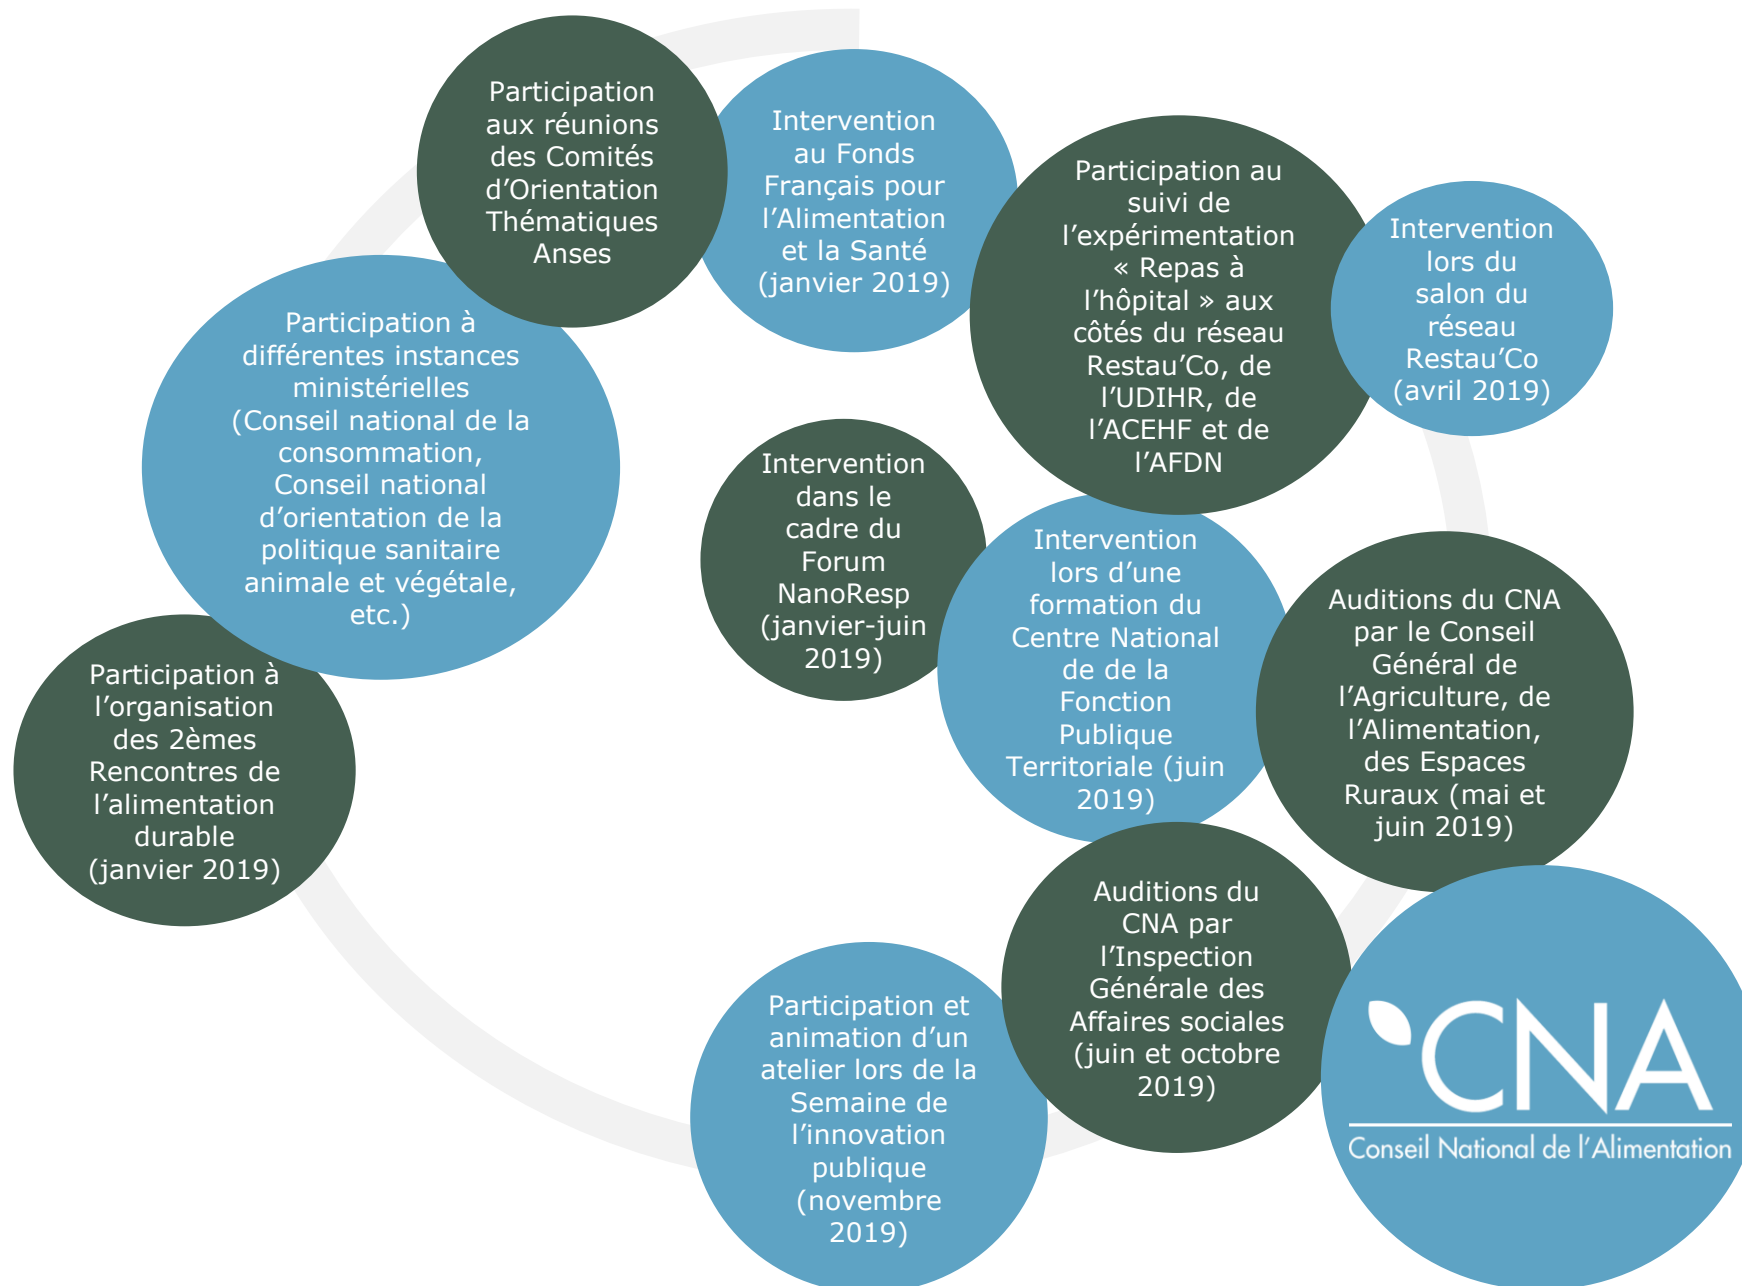 Participation
aux réunions
des Comités
d’Orientation
Thématiques
Anses
Intervention
au Fonds
Français pour
l’Alimentation
et la Santé
(janvier 2019)
Participation au
suivi de
l’expérimentation
« Repas à
l’hôpital » aux
côtés du réseau
Restau’Co, de
l’UDIHR, de
l’ACEHF et de
l’AFDN
Intervention
lors du
salon du
réseau
Restau’Co
(avril 2019)
Participation à
différentes instances
ministérielles
(Conseil national de la
consommation,
Conseil national
d’orientation de la
politique sanitaire
animale et végétale,
etc.)
Intervention
dans le
cadre du
Forum
NanoResp
(janvier-juin
2019)
Intervention
lors d’une
formation du
Centre National
de de la
Fonction
Publique
Territoriale (juin
2019)
Auditions du CNA
par le Conseil
Général de
l’Agriculture, de
l’Alimentation,
des Espaces
Ruraux (mai et
juin 2019)
Participation à
l’organisation
des 2èmes
Rencontres de
l’alimentation
durable
(janvier 2019)
Auditions du
CNA par
l’Inspection
Générale des
Affaires sociales
(juin et octobre
2019)
Participation et
animation d’un
atelier lors de la
Semaine de
l’innovation
publique
(novembre
2019)
CNA
Conseil National de l’Alimentation